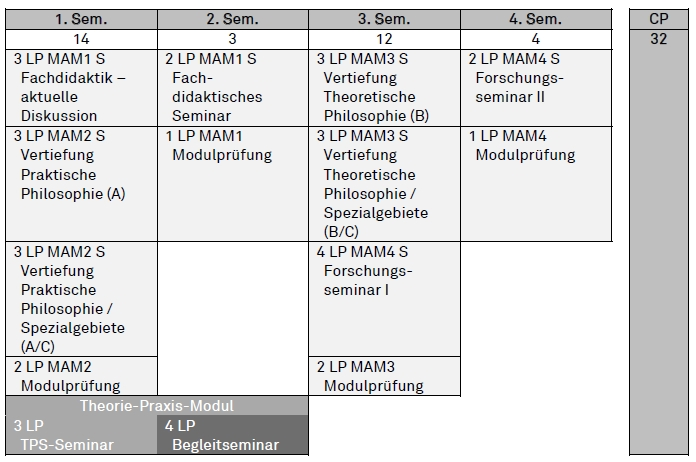 1. Sem. 2. Sem. 3. Sem. 4. Sem. CP
14 3 12 4 32
3 LP MAM1 S
Fachdidaktik –
aktuelle
Diskussion
2 LP MAM1 S
Fach-
didaktisches
Seminar
3 LP MAM3 S
Vertiefung
Theoretische
Philosophie (B)
2 LP MAM4 S
Forschungs-
seminar II
3 LP MAM2 S
Vertiefung
Praktische
Philosophie (A)
1 LP MAM1
Modulprüfung
3 LP MAM3 S
Vertiefung
Theoretische
Philosophie /
Spezialgebiete
(B/C)
1 LP MAM4
Modulprüfung
3 LP MAM2 S
Vertiefung
Praktische
Philosophie /
Spezialgebiete
(A/C)
4 LP MAM4 S
Forschungs-
seminar I
2 LP MAM2
Modulprüfung
2 LP MAM3
Modulprüfung
Theorie-Praxis-Modul
3 LP
TPS-Seminar
4 LP
Begleitseminar